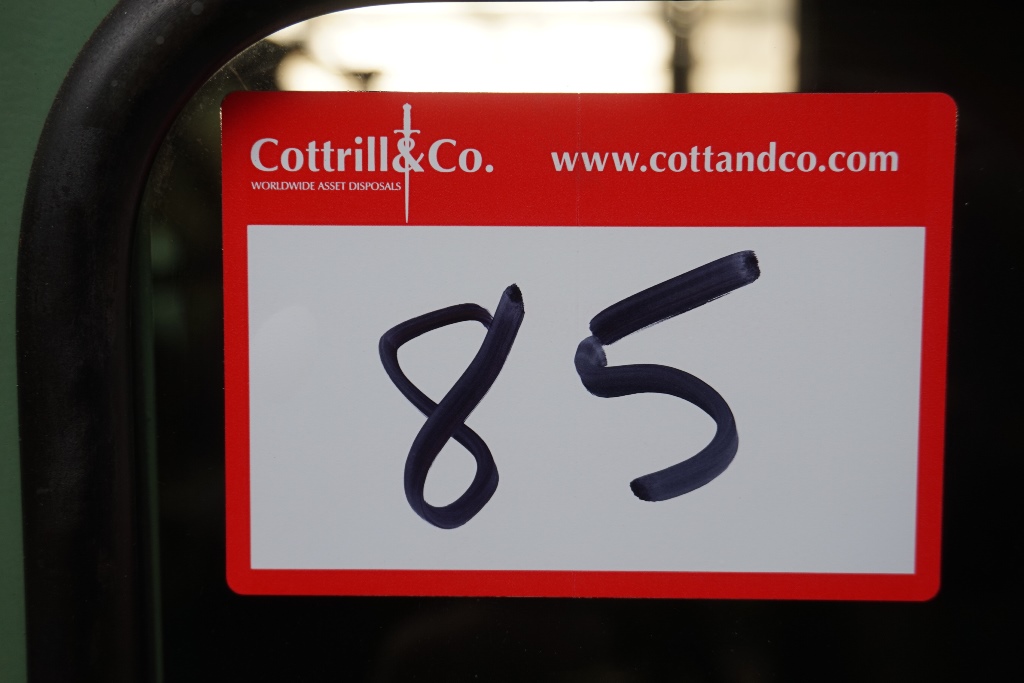 Cottrill&Co. www.cottandco.com
WORLDWIDE ASSET DISPOSALS
85